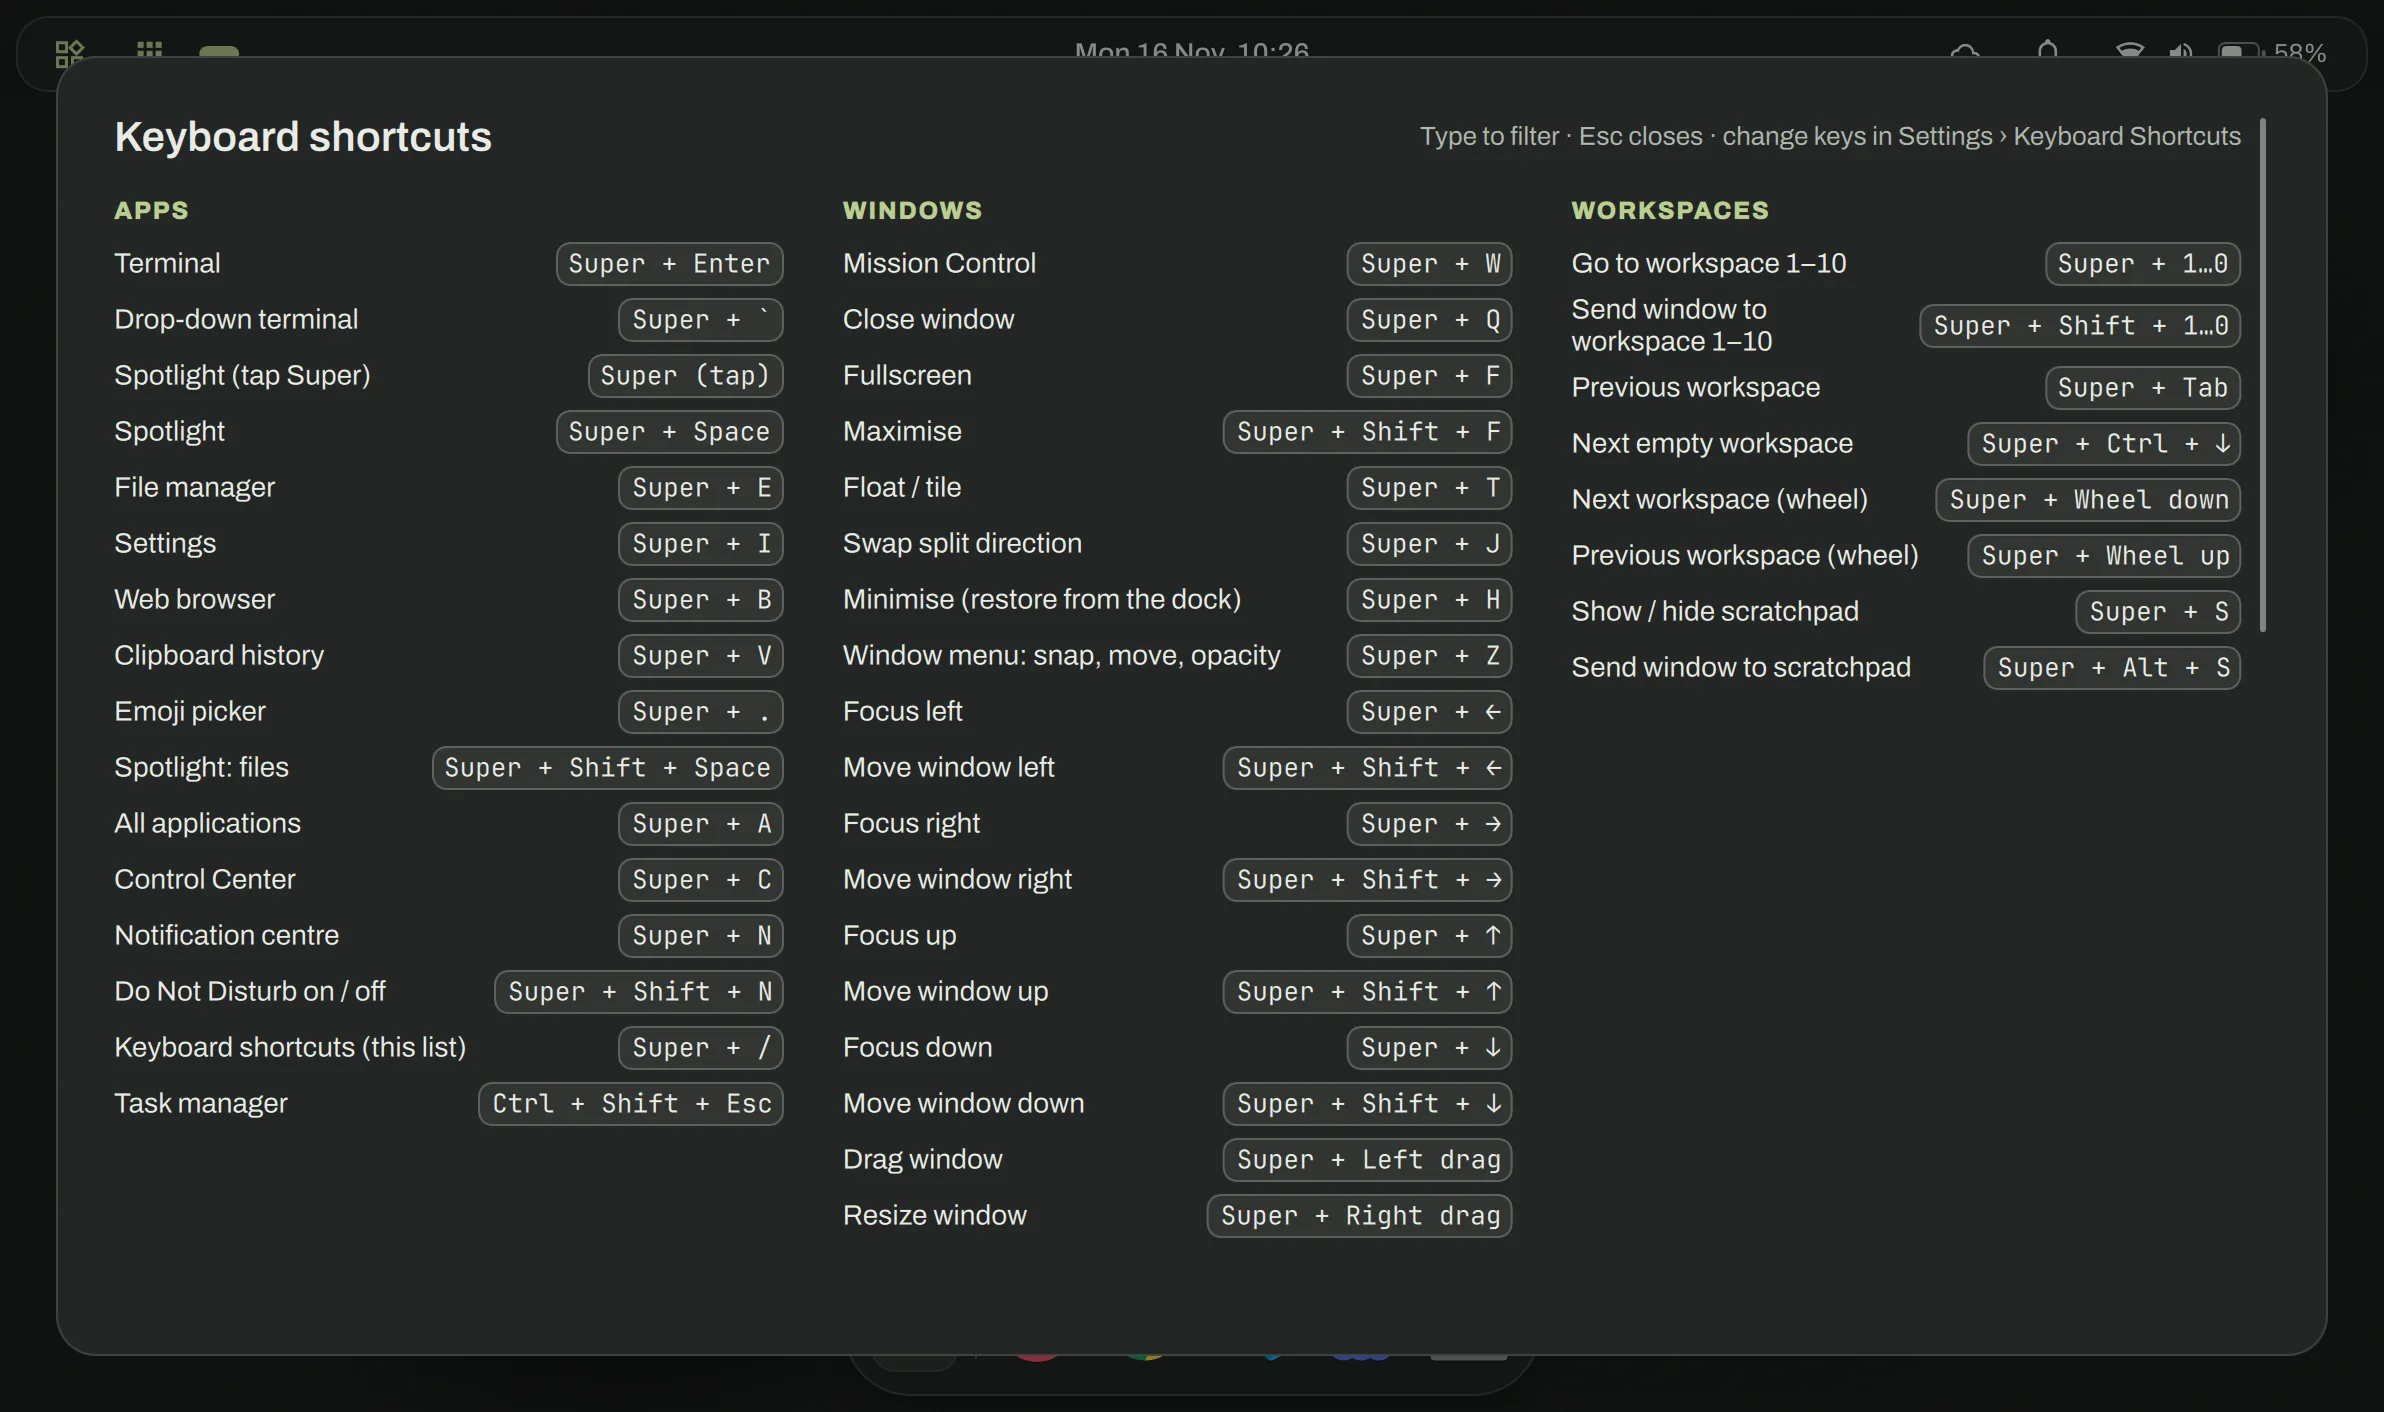 Mon 16 Nov 10:26
58%
Keyboard shortcuts
Type to filter · Esc closes · change keys in Settings › Keyboard Shortcuts
APPS
Terminal Super + Enter
Drop-down terminal Super + `
Spotlight (tap Super) Super (tap)
Spotlight Super + Space
File manager Super + E
Settings Super + I
Web browser Super + B
Clipboard history Super + V
Emoji picker Super + .
Spotlight: files Super + Shift + Space
All applications Super + A
Control Center Super + C
Notification centre Super + N
Do Not Disturb on / off Super + Shift + N
Keyboard shortcuts (this list) Super + /
Task manager Ctrl + Shift + Esc
WINDOWS
Mission Control Super + W
Close window Super + Q
Fullscreen Super + F
Maximise Super + Shift + F
Float / tile Super + T
Swap split direction Super + J
Minimise (restore from the dock) Super + H
Window menu: snap, move, opacity Super + Z
Focus left Super + ←
Move window left Super + Shift + ←
Focus right Super + →
Move window right Super + Shift + →
Focus up Super + ↑
Move window up Super + Shift + ↑
Focus down Super + ↓
Move window down Super + Shift + ↓
Drag window Super + Left drag
Resize window Super + Right drag
WORKSPACES
Go to workspace 1–10 Super + 1…0
Send window to
workspace 1–10 Super + Shift + 1…0
Previous workspace Super + Tab
Next empty workspace Super + Ctrl + ↓
Next workspace (wheel) Super + Wheel down
Previous workspace (wheel) Super + Wheel up
Show / hide scratchpad Super + S
Send window to scratchpad Super + Alt + S